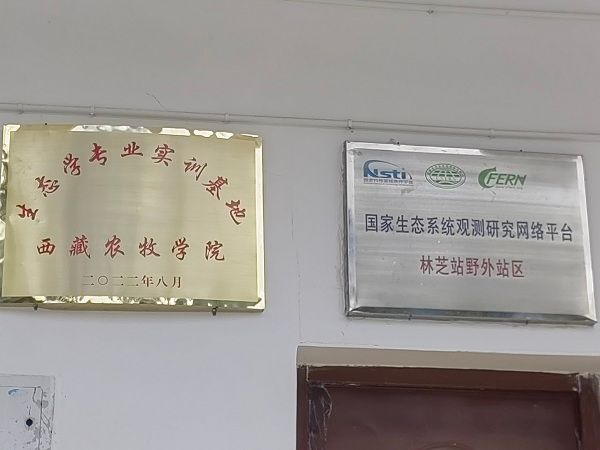 生态学专业实训基地
西藏农牧学院
二〇二二年八月
Nsti
CFERN
国家生态系统观测研究网络平台
林芝站野外站区